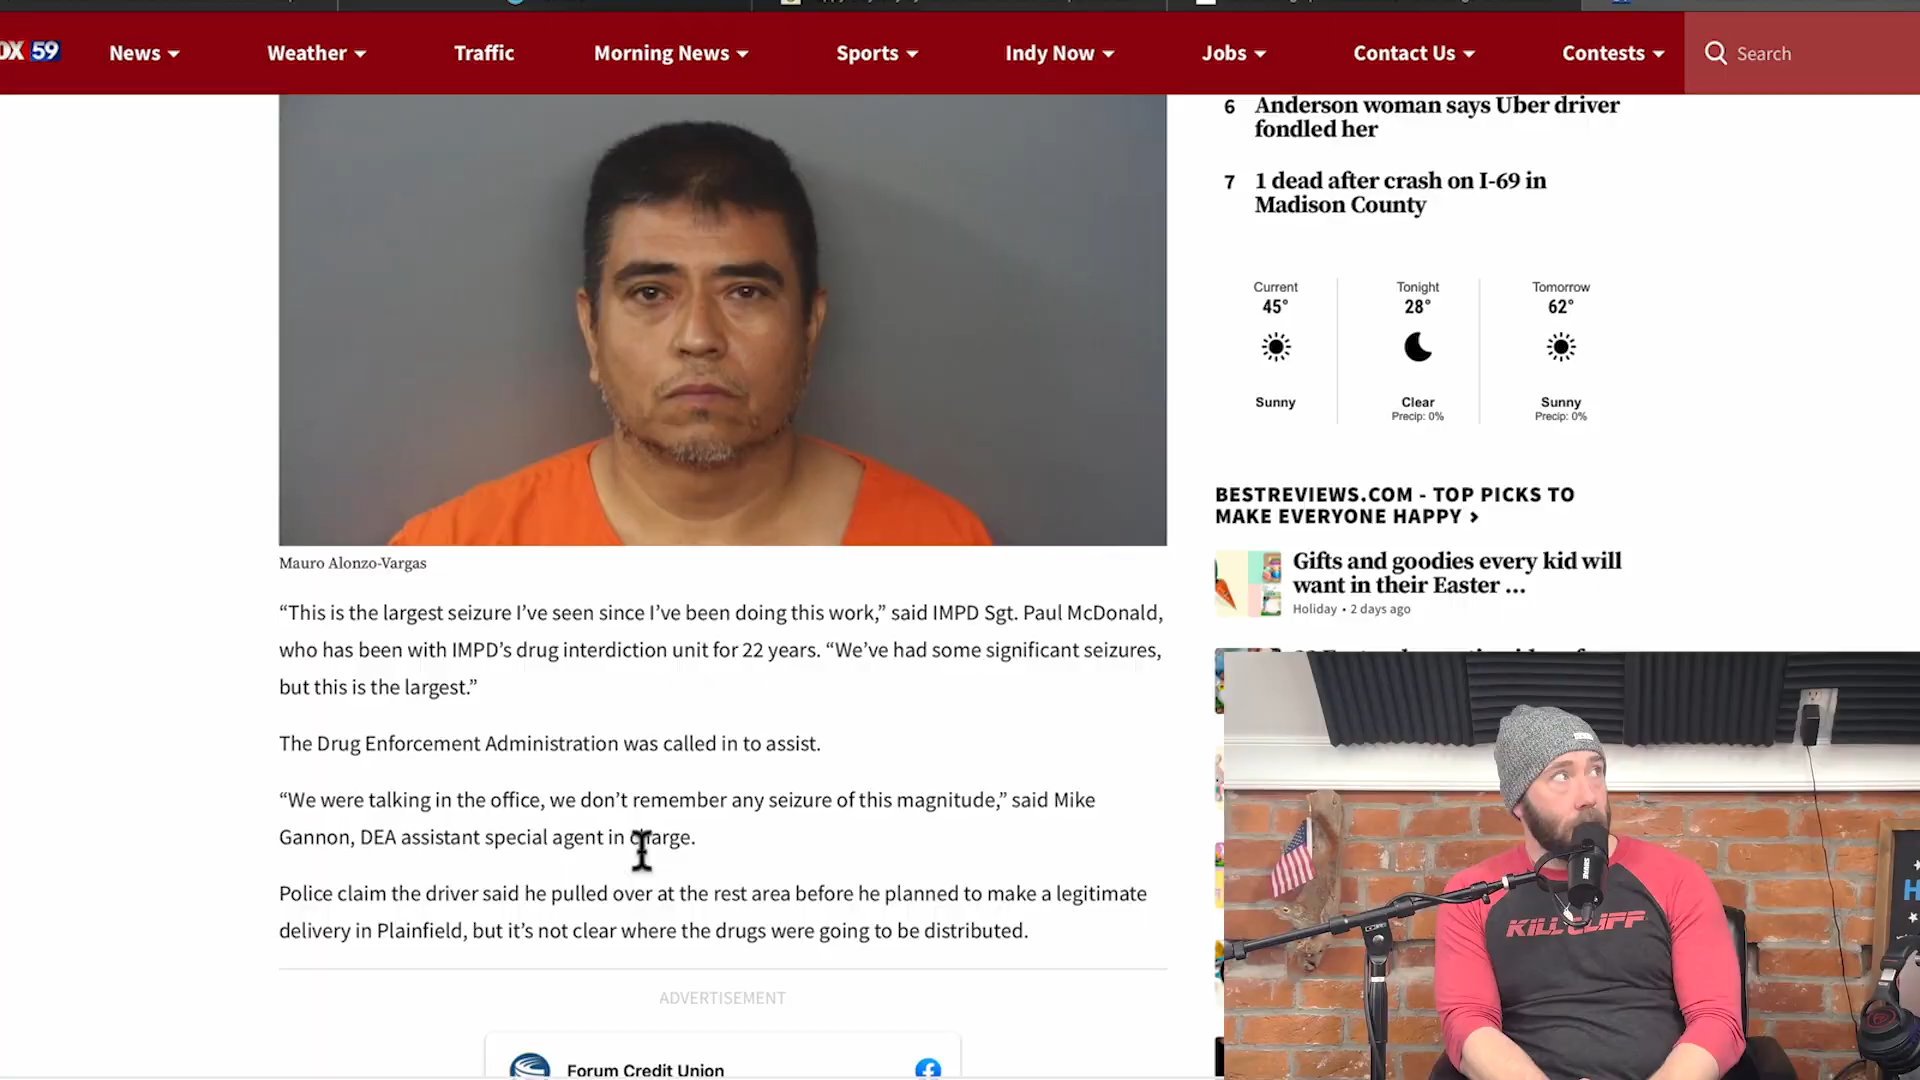 OX 59
News
Weather
Traffic
Morning News
Sports
Indy Now
Jobs
Contact Us
Contests
Search
6 Anderson woman says Uber driver
fondled her
7 1 dead after crash on I-69 in
Madison County
Current
45°
Sunny
Tonight
28°
Clear
Precip: 0%
Tomorrow
62°
Sunny
Precip: 0%
BESTREVIEWS.COM - TOP PICKS TO
MAKE EVERYONE HAPPY >
Gifts and goodies every kid will
want in their Easter ...
Holiday • 2 days ago
Mauro Alonzo-Vargas
“This is the largest seizure I’ve seen since I’ve been doing this work,” said IMPD Sgt. Paul McDonald,
who has been with IMPD’s drug interdiction unit for 22 years. “We’ve had some significant seizures,
but this is the largest.”
The Drug Enforcement Administration was called in to assist.
“We were talking in the office, we don’t remember any seizure of this magnitude,” said Mike
Gannon, DEA assistant special agent in charge.
Police claim the driver said he pulled over at the rest area before he planned to make a legitimate
delivery in Plainfield, but it’s not clear where the drugs were going to be distributed.
ADVERTISEMENT
Forum Credit Union
KILL CLIFF
SHURE